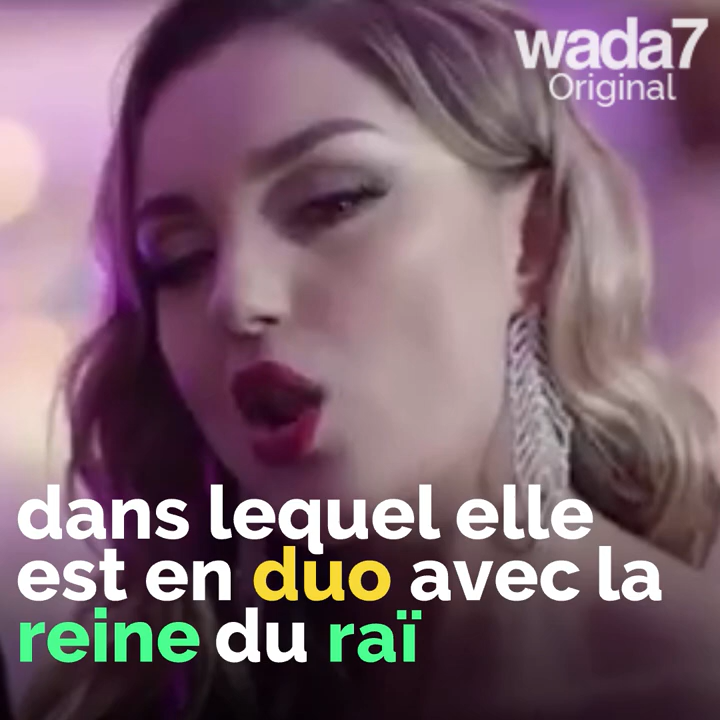 wada7
Original
dans lequel elle
est en duo avec la
reine du raï